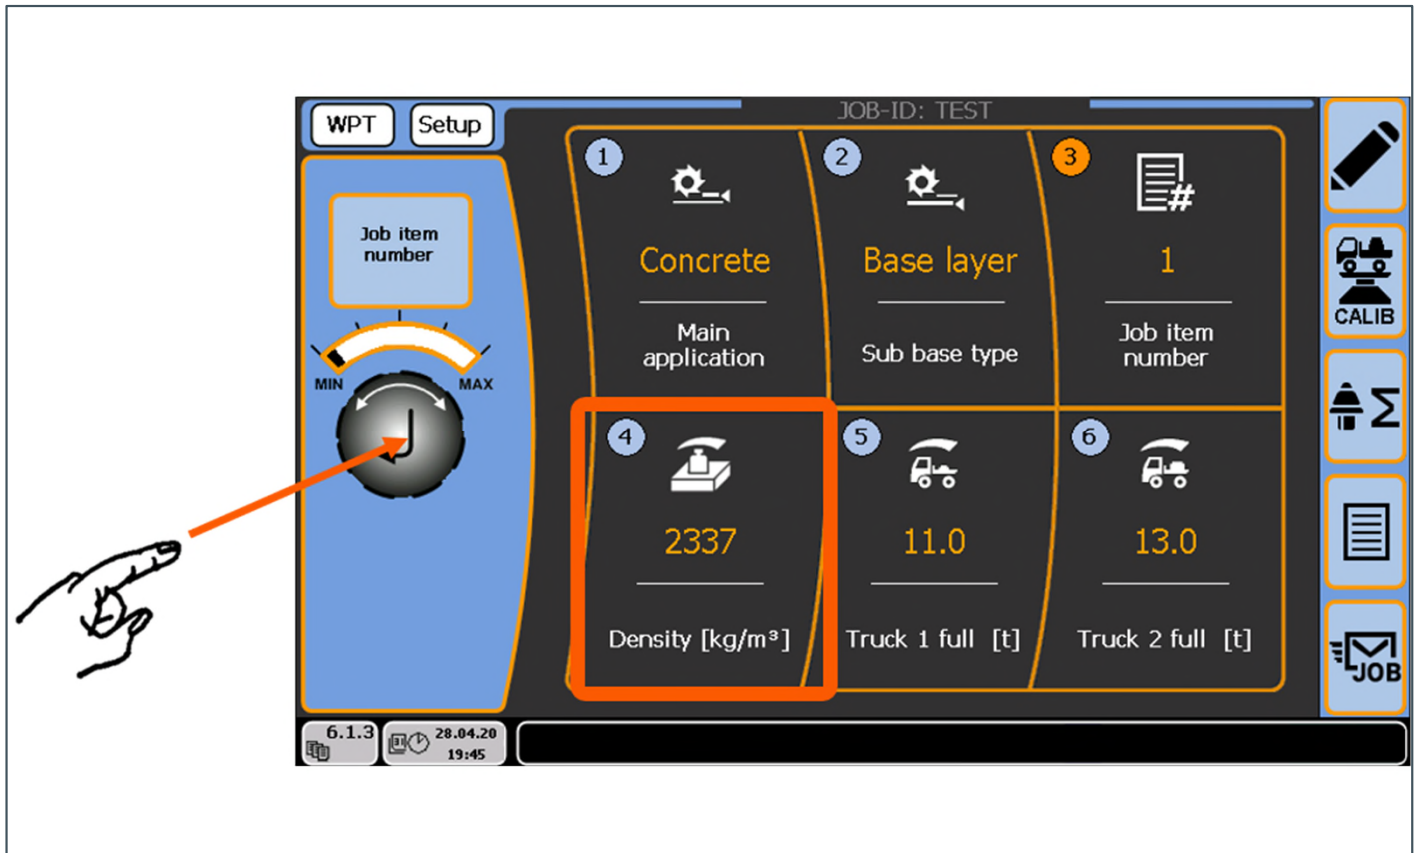 JOB-ID: TEST
WPT
Setup
Job item
number
MIN
MAX
1
Concrete
Main
application
2
Base layer
Sub base type
3
#
1
Job item
number
4
2337
Density [kg/m³]
5
11.0
Truck 1 full [t]
6
13.0
Truck 2 full [t]
CALIB
Σ
JOB
6.1.3
28.04.20
19:45